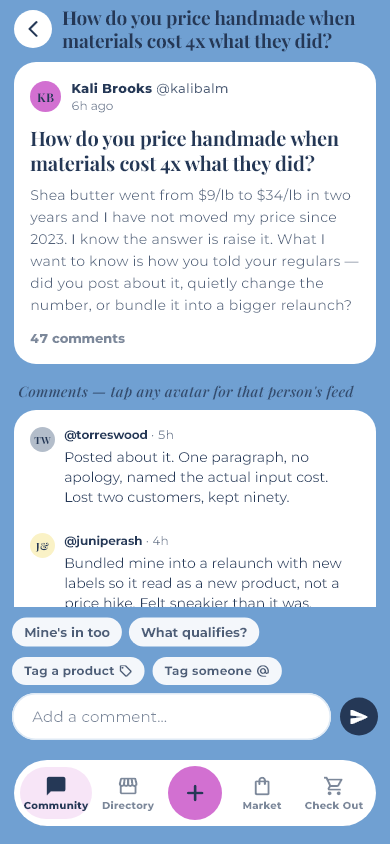 How do you price handmade when
materials cost 4x what they did?
KB
Kali Brooks @kalibalm
6h ago
How do you price handmade when
materials cost 4x what they did?
Shea butter went from $9/lb to $34/lb in two
years and I have not moved my price since
2023. I know the answer is raise it. What I
want to know is how you told your regulars —
did you post about it, quietly change the
number, or bundle it into a bigger relaunch?
47 comments
Comments — tap any avatar for that person's feed
TW
@torreswood · 5h
Posted about it. One paragraph, no
apology, named the actual input cost.
Lost two customers, kept ninety.
J&
@juniperash · 4h
Bundled mine into a relaunch with new
labels so it read as a new product, not a
price hike. Felt sneakier than it was.
Mine's in too
What qualifies?
Tag a product
Tag someone @
Add a comment...
Community
Directory
Market
Check Out